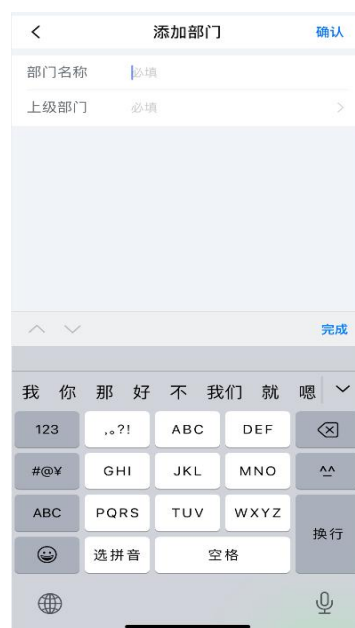 添加部门 确认
部门名称 必填
上级部门 必填
完成
我 你 那 好 不 我们 就 嗯
123 ,。?! ABC DEF
#@¥ GHI JKL MNO ^^
ABC PQRS TUV WXYZ 换行
选拼音 空格